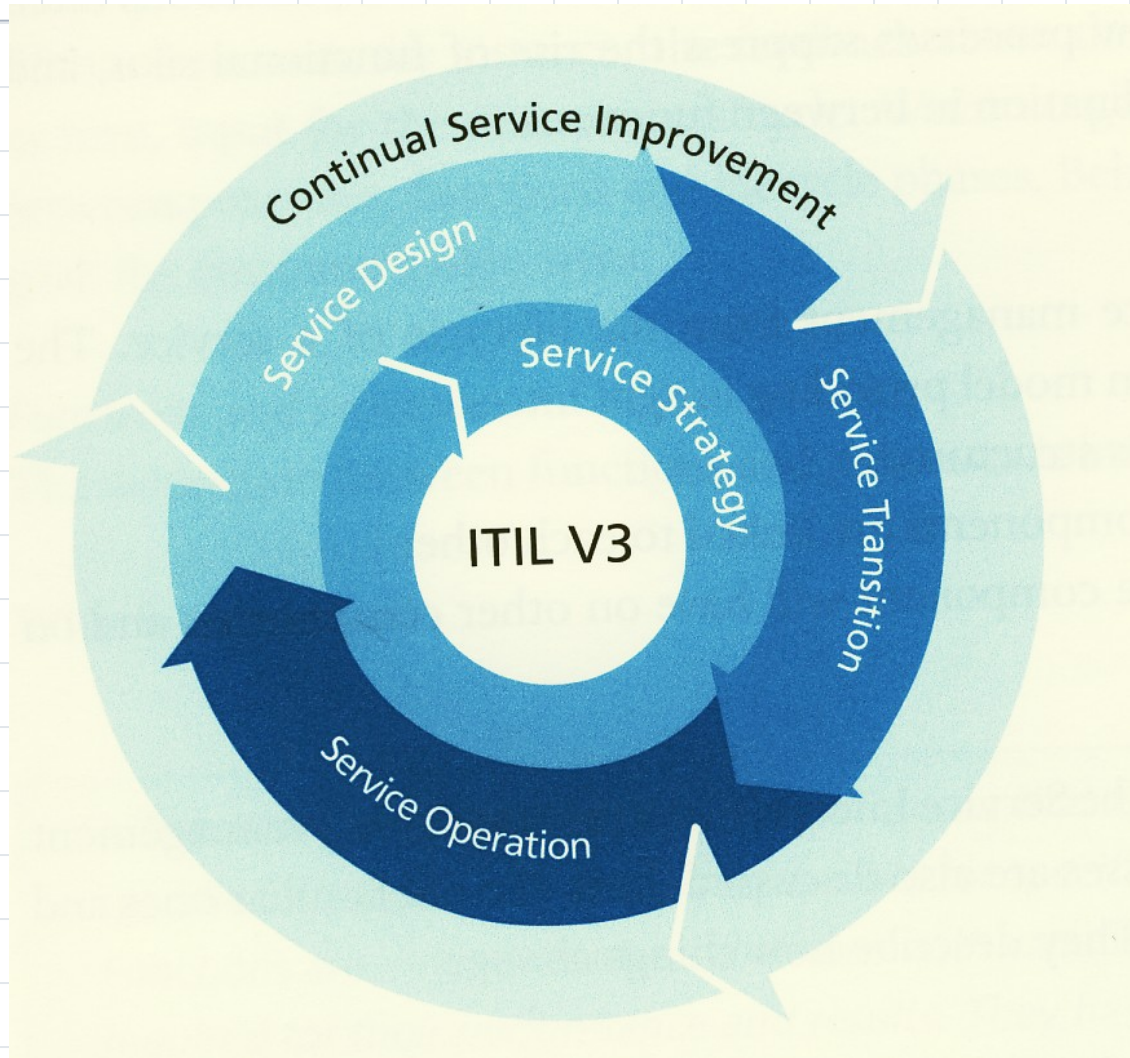 Continual Service Improvement
Service Design
Service Strategy
Service Transition
ITIL V3
Service Operation